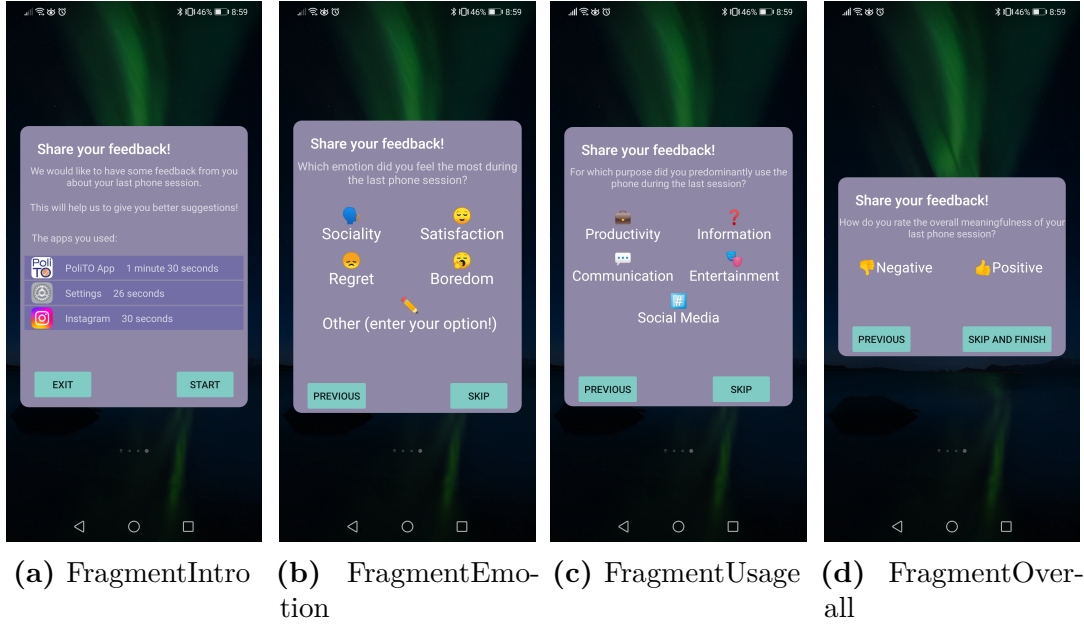 46% 8:59
Share your feedback!
We would like to have some feedback from you
about your last phone session.
This will help us to give you better suggestions!
The apps you used:
Poli
TO
PoliTO App 1 minute 30 seconds
Settings 26 seconds
Instagram 30 seconds
EXIT START
(a) FragmentIntro
46% 8:59
Share your feedback!
Which emotion did you feel the most during
the last phone session?
Sociality Satisfaction
Regret Boredom
Other (enter your option!)
PREVIOUS SKIP
(b) FragmentEmo-
tion
46% 8:59
Share your feedback!
For which purpose did you predominantly use the
phone during the last session?
Productivity Information
Communication Entertainment
#
Social Media
PREVIOUS SKIP
(c) FragmentUsage
46% 8:59
Share your feedback!
How do you rate the overall meaningfulness of your
last phone session?
Negative Positive
PREVIOUS SKIP AND FINISH
(d) FragmentOver-
all